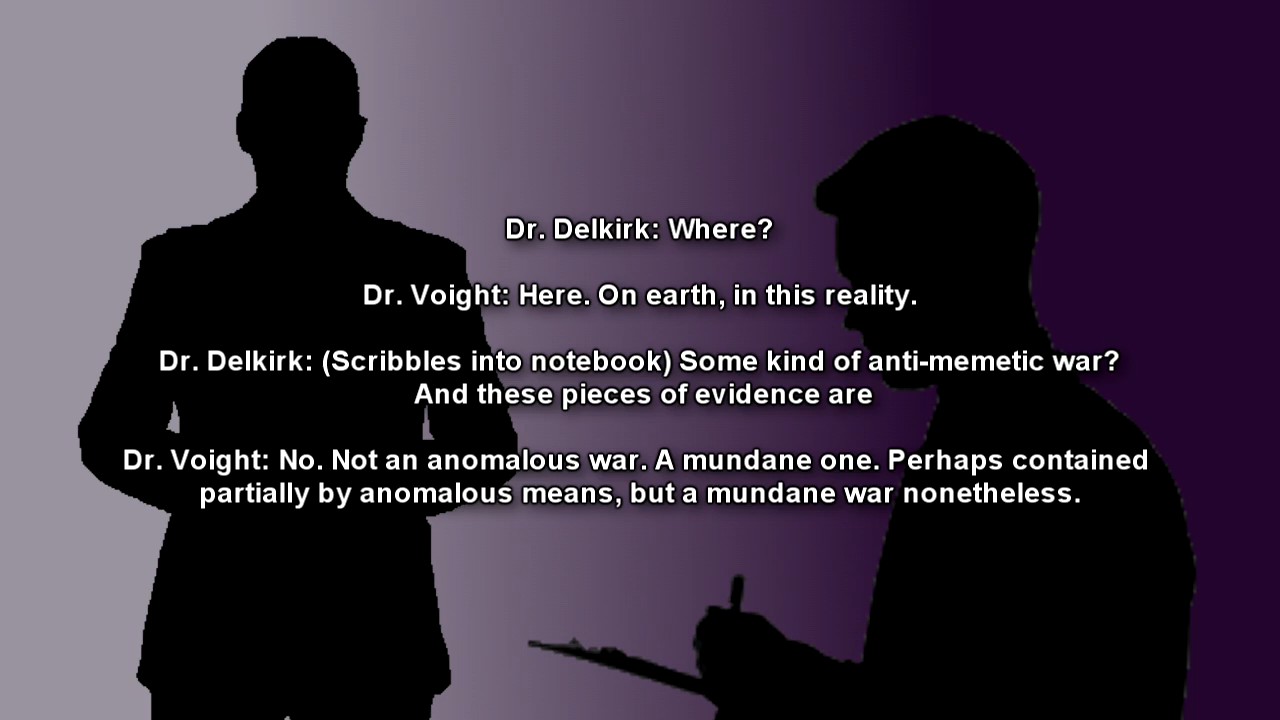 Dr. Delkirk: Where?
Dr. Voight: Here. On earth, in this reality.
Dr. Delkirk: (Scribbles into notebook) Some kind of anti-memetic war?
And these pieces of evidence are
Dr. Voight: No. Not an anomalous war. A mundane one. Perhaps contained
partially by anomalous means, but a mundane war nonetheless.